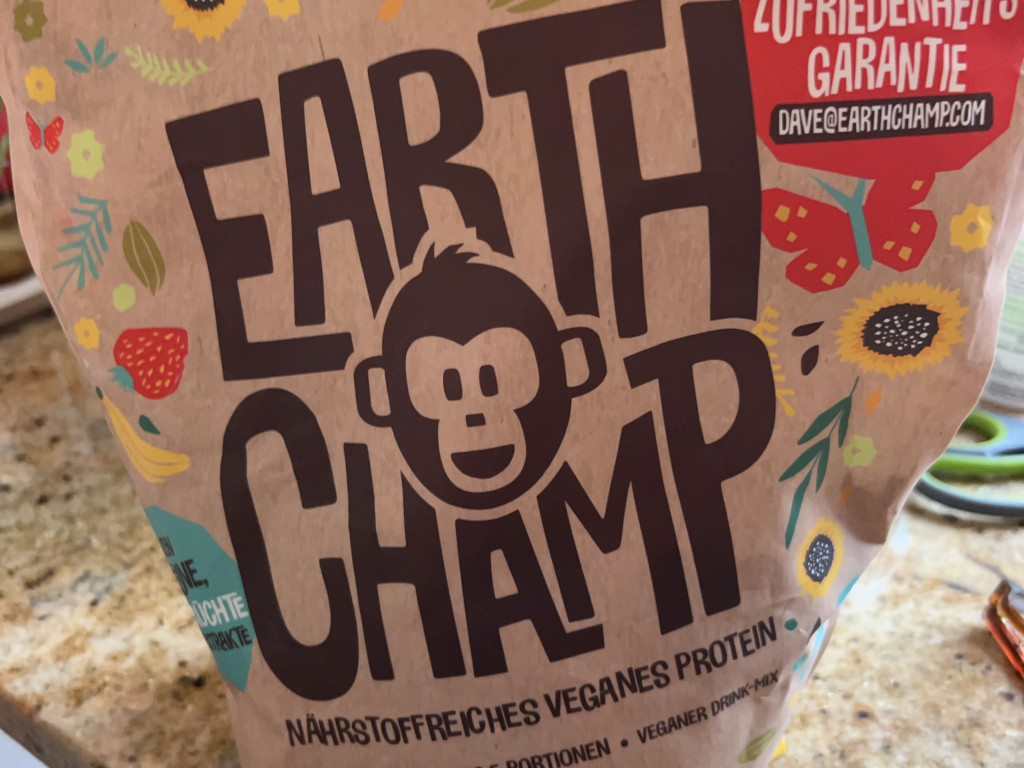 ZUFRIEDENHEITS
GARANTIE
DAVE@EARTHCHAMP.COM
EARTH
CHAMP
NÄHRSTOFFREICHES VEGANES PROTEIN
PORTIONEN • VEGANER DRINK-MIX